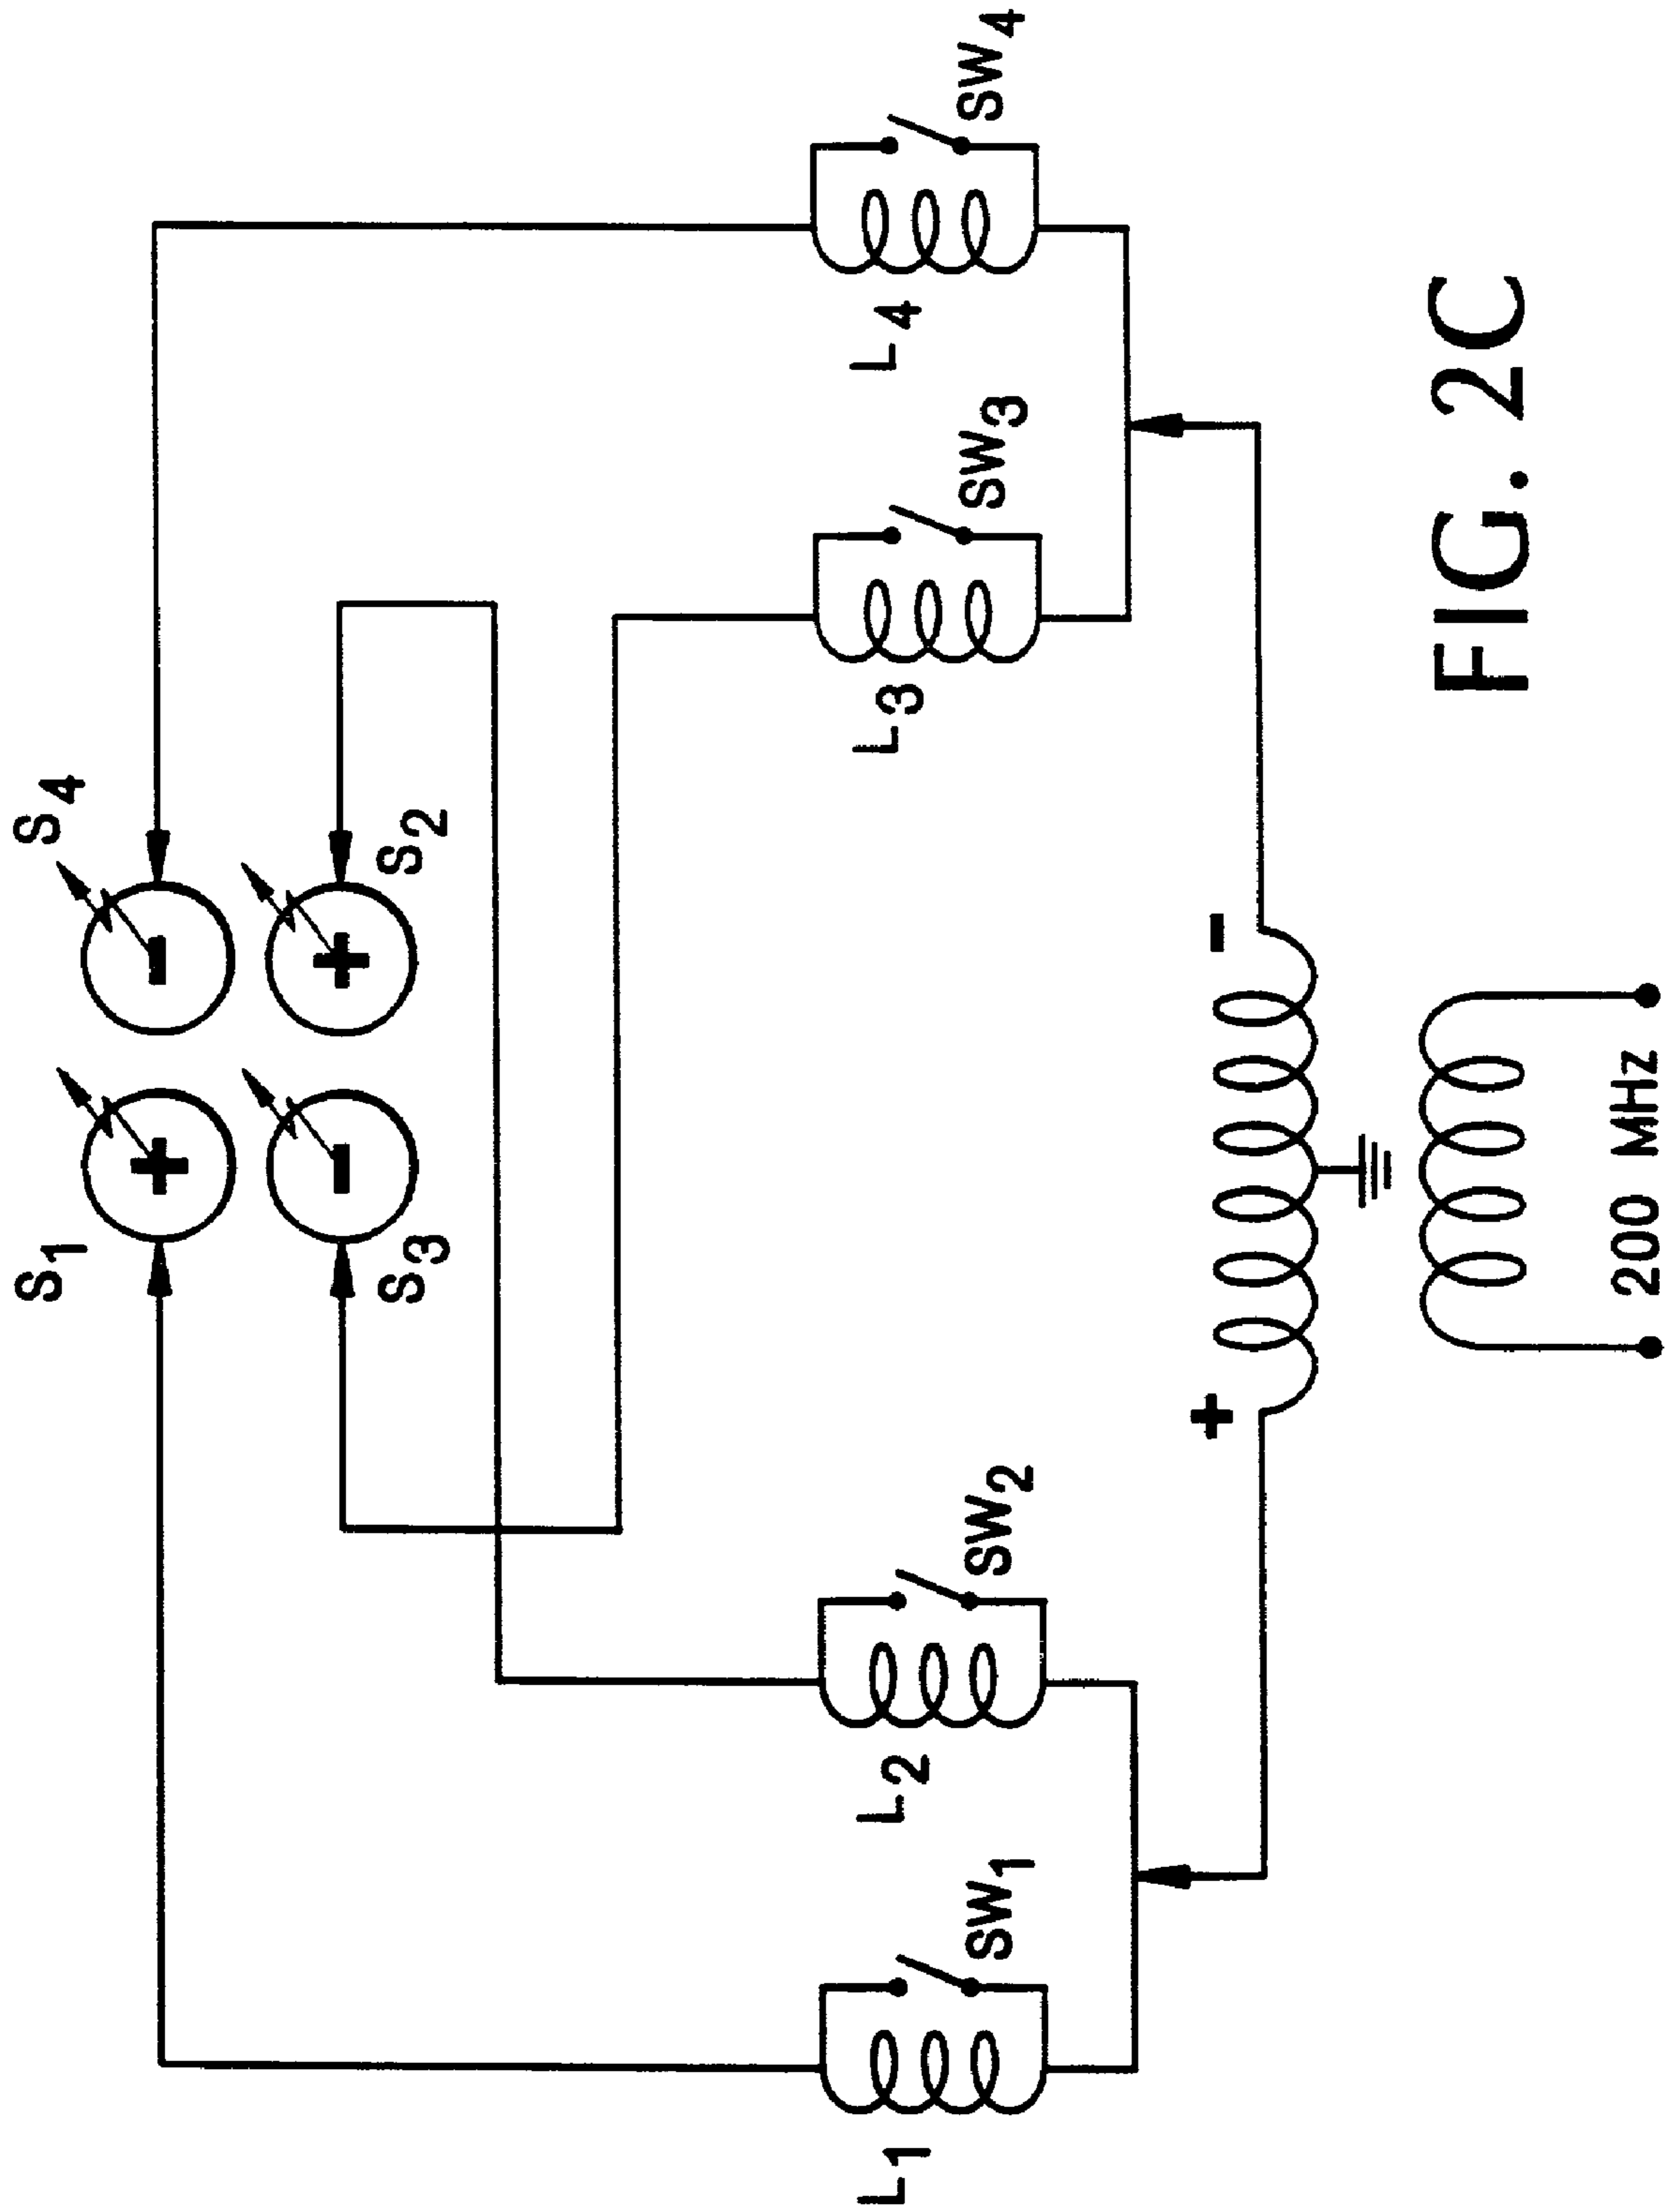 S1 S4
+ -
- +
S3 S2
L1 L2 L3 L4
SW1 SW2 SW3 SW4
+ -
FIG. 2C
200 MHz